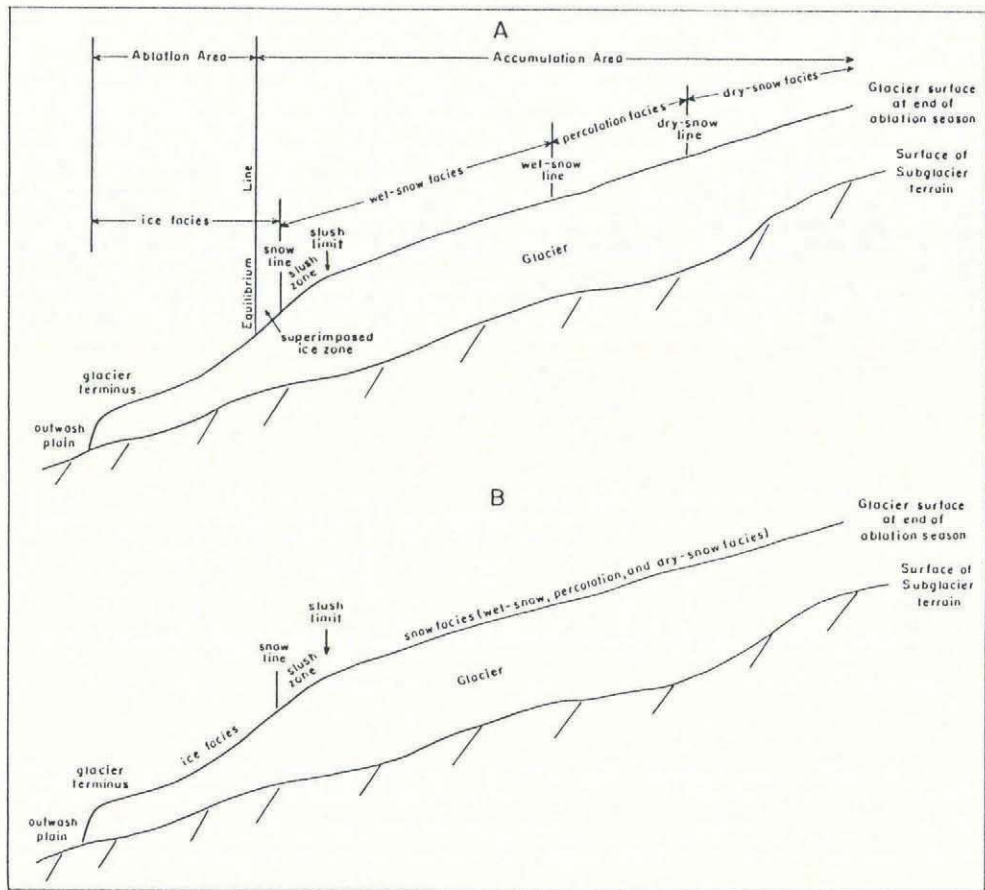 A
Ablation Area
Accumulation Area
dry-snow facies
percolation facies
dry-snow
line
Glacier surface
at end of
ablation season
wet-snow facies
wet-snow
line
Surface of
Subglacier
terrain
Equilibrium Line
ice facies
snow
line
slush
limit
slush
zone
Glacier
superimposed
ice zone
glacier
terminus.
outwash
plain
B
Glacier surface
at end of
ablation season
snow facies (wet-snow, percolation, and dry-snow facies)
Surface of
Subglacier
terrain
slush
limit
snow
line
slush
zone
Glacier
ice facies
glacier
terminus
outwash
plain